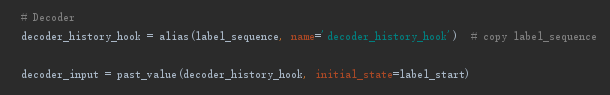 # Decoder
decoder_history_hook = alias(label_sequence, name='decoder_history_hook')  # copy label_sequence
decoder_input = past_value(decoder_history_hook, initial_state=label_start)